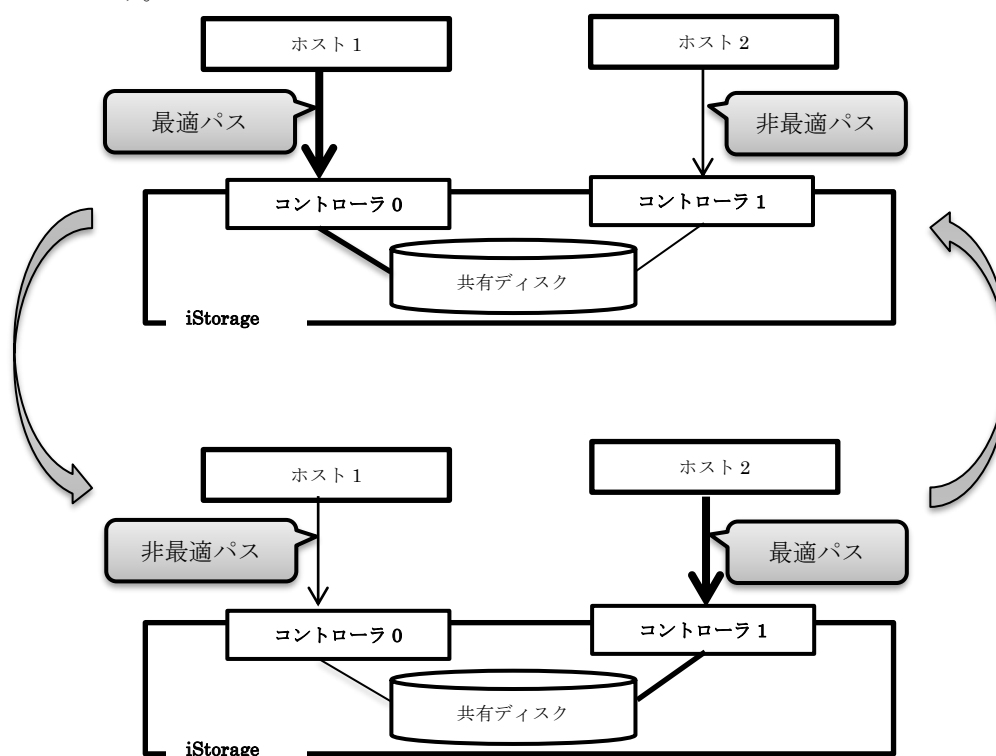 ホスト 1
ホスト 2
最適パス
非最適パス
コントローラ 0
コントローラ 1
共有ディスク
iStorage
ホスト 1
ホスト 2
非最適パス
最適パス
コントローラ 0
コントローラ 1
共有ディスク
iStorage